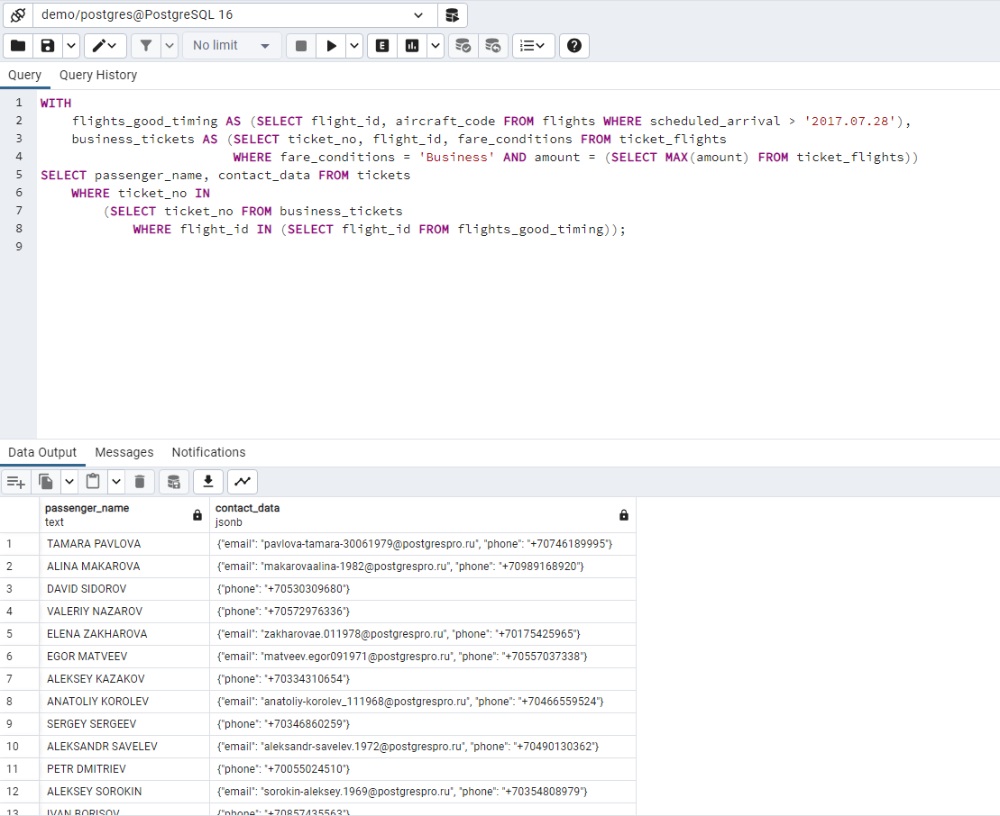 demo/postgres@PostgreSQL 16
No limit
E
Query Query History
1 WITH
2 flights_good_timing AS (SELECT flight_id, aircraft_code FROM flights WHERE scheduled_arrival > '2017.07.28'),
3 business_tickets AS (SELECT ticket_no, flight_id, fare_conditions FROM ticket_flights
4 WHERE fare_conditions = 'Business' AND amount = (SELECT MAX(amount) FROM ticket_flights))
5 SELECT passenger_name, contact_data FROM tickets
6 WHERE ticket_no IN
7 (SELECT ticket_no FROM business_tickets
8 WHERE flight_id IN (SELECT flight_id FROM flights_good_timing));
9
Data Output Messages Notifications
passenger_name contact_data
text jsonb
1 TAMARA PAVLOVA {"email": "pavlova-tamara-30061979@postgrespro.ru", "phone": "+70746189995"}
2 ALINA MAKAROVA {"email": "makarovaalina-1982@postgrespro.ru", "phone": "+70989168920"}
3 DAVID SIDOROV {"phone": "+70530309680"}
4 VALERIY NAZAROV {"phone": "+70572976336"}
5 ELENA ZAKHAROVA {"email": "zakharovae.011978@postgrespro.ru", "phone": "+70175425965"}
6 EGOR MATVEEV {"email": "matveev.egor091971@postgrespro.ru", "phone": "+70557037338"}
7 ALEKSEY KAZAKOV {"phone": "+70334310654"}
8 ANATOLIY KOROLEV {"email": "anatoliy-korolev_111968@postgrespro.ru", "phone": "+70466559524"}
9 SERGEY SERGEEV {"phone": "+70346860259"}
10 ALEKSANDR SAVELEV {"email": "aleksandr-savelev.1972@postgrespro.ru", "phone": "+70490130362"}
11 PETR DMITRIEV {"phone": "+70055024510"}
12 ALEKSEY SOROKIN {"email": "sorokin-aleksey.1969@postgrespro.ru", "phone": "+70354808979"}
13 IVAN BORISOV {"phone": "+70857435563"}